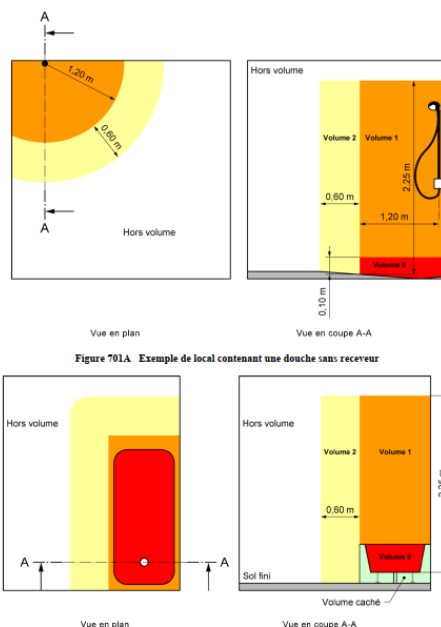 A
1,20 m
0,60 m
A
Hors volume
Vue en plan
Hors volume
Volume 2
Volume 1
2,25 m
0,60 m
1,20 m
Volume 0
0,10 m
Vue en coupe A-A
Figure 701A Exemple de local contenant une douche sans receveur
Hors volume
A
A
Vue en plan
Hors volume
Volume 2
Volume 1
0,60 m
Volume 0
Sol fini
Volume caché
Vue en coupe A-A